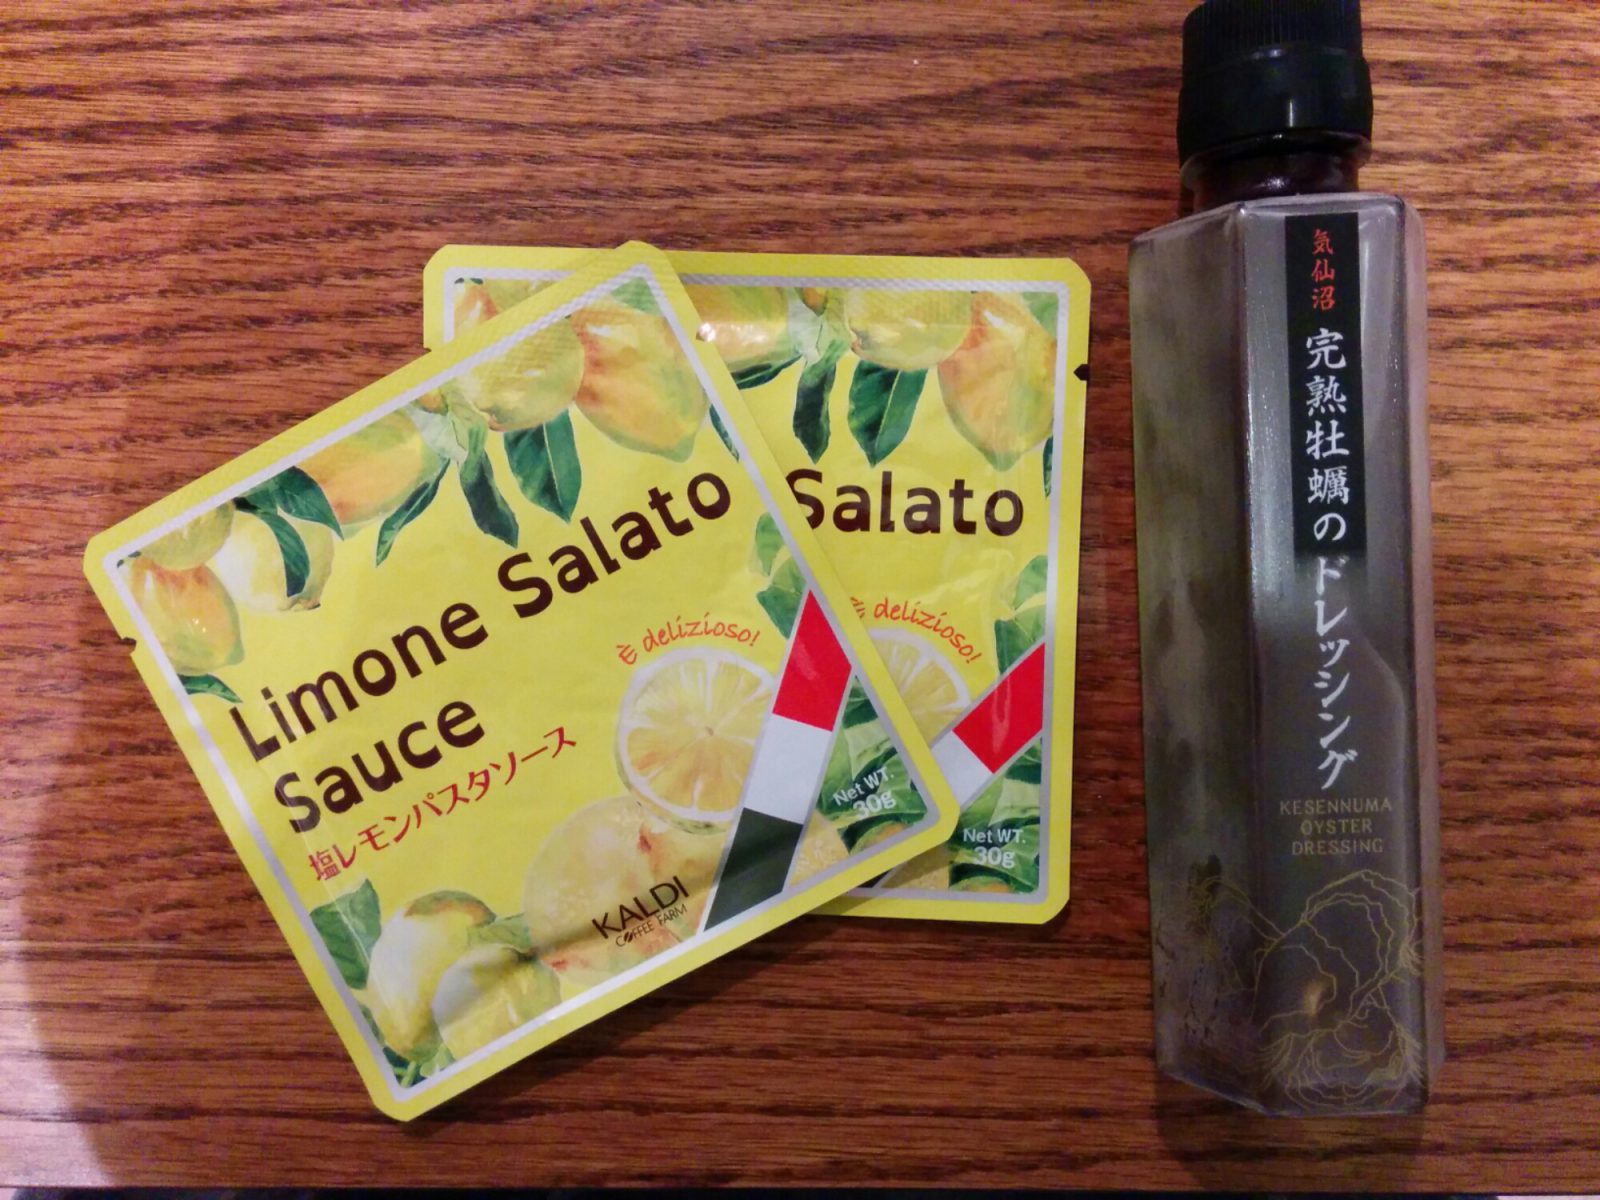 Limone Salato
Sauce
塩レモンパスタソース
È delizioso!
Net WT.
30g
KALDI
COFFEE FARM
Salato
È delizioso!
Net WT.
30g
気仙沼
完熟牡蠣のドレッシング
KESENNUMA
OYSTER
DRESSING